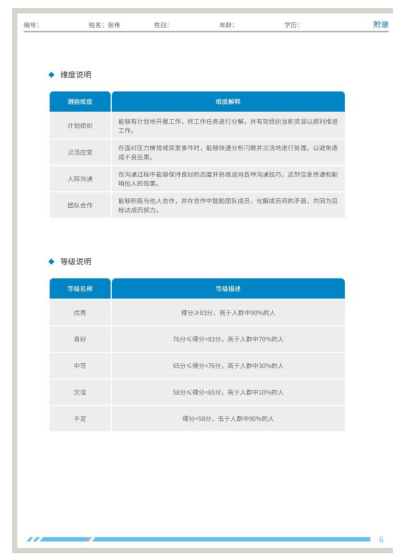 编号： 姓名：张伟 性别： 年龄： 学历： 附录
维度说明
测验维度 维度解释
计划组织 能够有计划地开展工作，将工作任务进行分解，并有效组织当前资源以顺利推进
工作。
灵活应变 在面对压力情境或突发事件时，能够快速分析问题并灵活地进行处理，以避免造
成不良后果。
人际沟通 在沟通过程中能够保持良好的态度并熟练运用各种沟通技巧，达到信息传递和影
响他人的效果。
团队合作 能够积极与他人合作，并在合作中鼓励团队成员、化解成员间的矛盾，共同为目
标达成而努力。
等级说明
等级名称 等级描述
优秀 得分≥83分，高于人群中90%的人
良好 76分≤得分<83分，高于人群中70%的人
中等 65分≤得分<76分，高于人群中30%的人
欠佳 58分≤得分<65分，高于人群中10%的人
不足 得分<58分，低于人群中90%的人
6